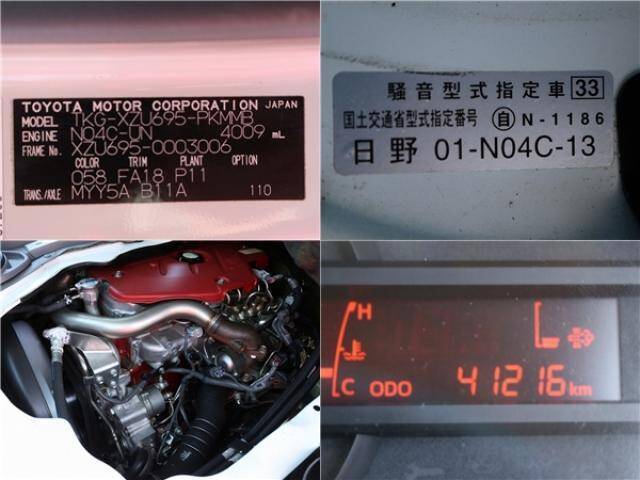 TOYOTA MOTOR CORPORATION JAPAN
MODEL TKG-XZU695-PKMMB
ENGINE N04C-UN 4009 mL
FRAME No. XZU695-0003006
COLOR TRIM PLANT OPTION
058 FA18 P11
TRANS./AXLE MYY5A B11A 110
騒音型式指定車 33
国土交通省型式指定番号 自 N-1186
日野 01-N04C-13
H
C ODO 41216 km